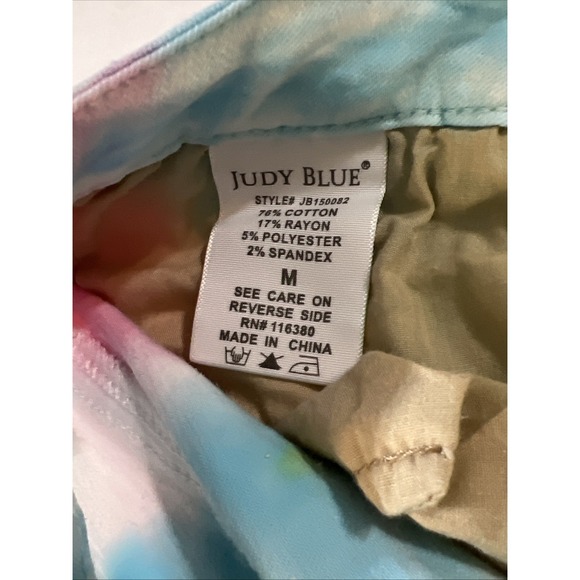 JUDY BLUE®
STYLE# JB150082
76% COTTON
17% RAYON
5% POLYESTER
2% SPANDEX
M
SEE CARE ON
REVERSE SIDE
RN# 116380
MADE IN CHINA